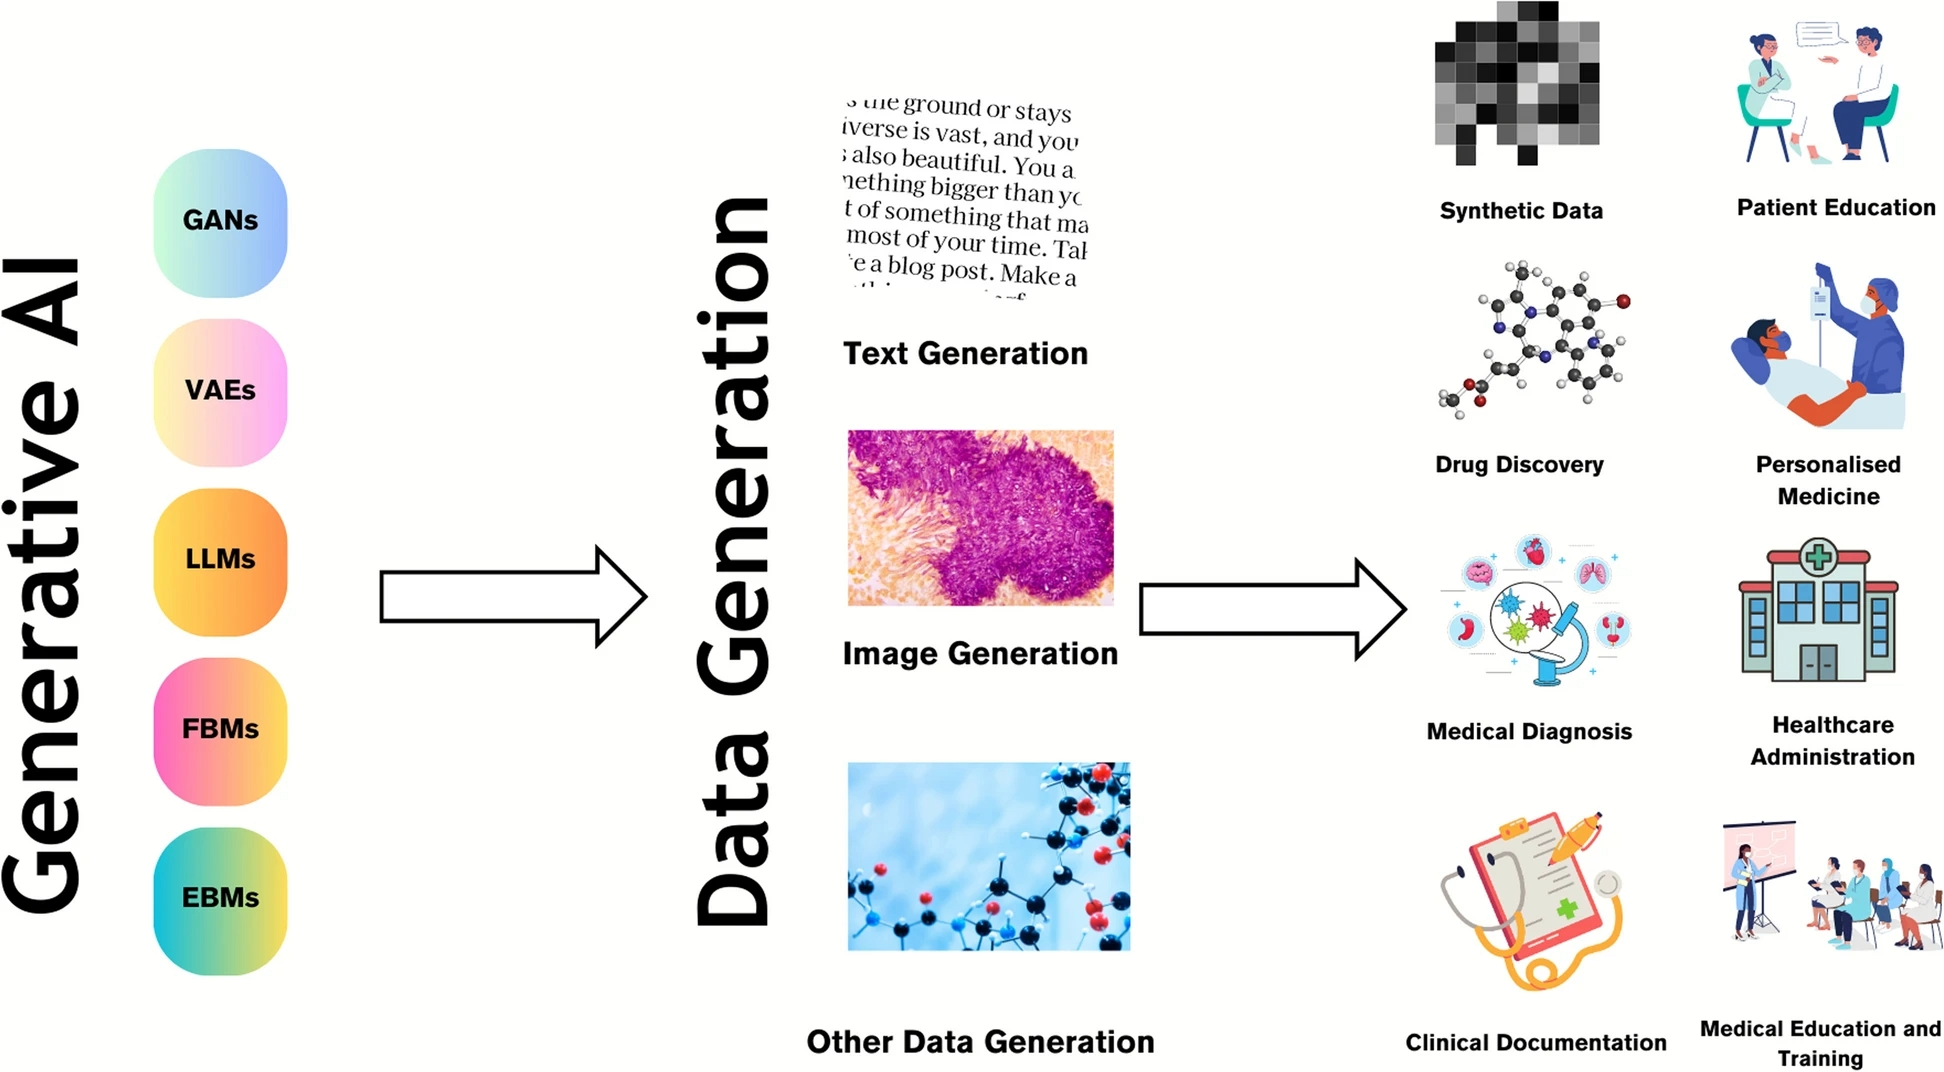 Generative AI
GANs
VAEs
LLMs
FBMs
EBMs
Data Generation
the ground or stays
iverse is vast, and you
also beautiful. You a
nething bigger than yo
t of something that ma
most of your time. Tak
e a blog post. Make a
Text Generation
Image Generation
Other Data Generation
Synthetic Data
Patient Education
Drug Discovery
Personalised
Medicine
Medical Diagnosis
Healthcare
Administration
Clinical Documentation
Medical Education and
Training